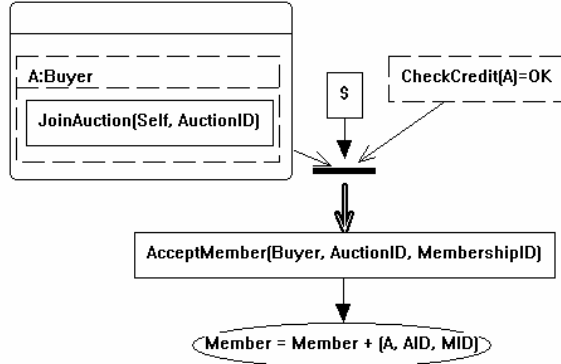 A:Buyer
JoinAuction(Self, AuctionID)
$
CheckCredit(A)=OK
AcceptMember(Buyer, AuctionID, MembershipID)
Member = Member + (A, AID, MID)